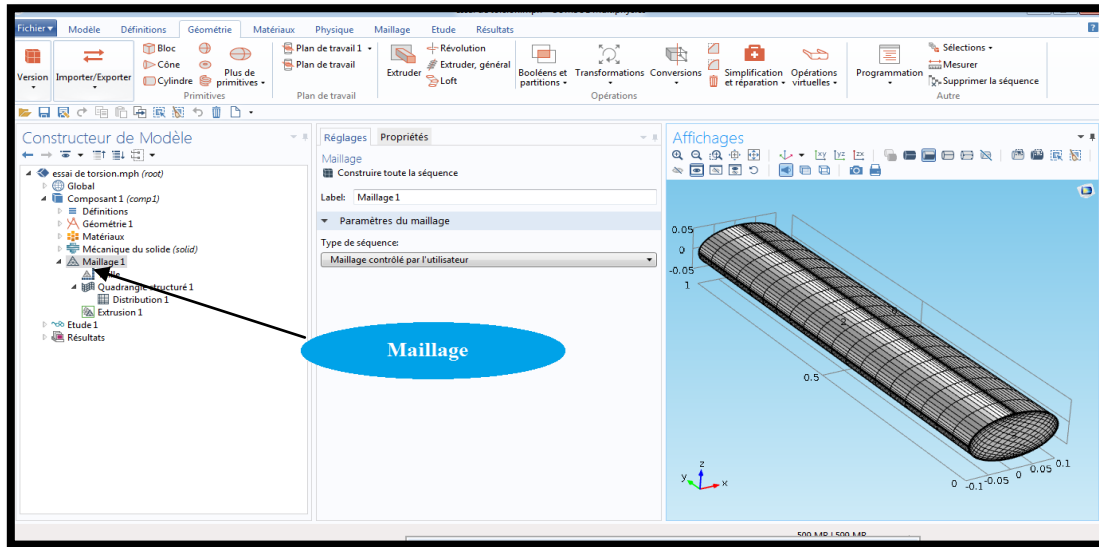 Fichier Modèle Définitions Géométrie Matériaux Physique Maillage Etude Résultats
Version
Importer/Exporter
Bloc
Cône
Cylindre
Plus de primitives
Primitives
Plan de travail 1
Plan de travail
Plan de travail
Extruder
Révolution
Extruder, général
Loft
Booléens et partitions
Transformations
Conversions
Simplification et réparation
Opérations virtuelles
Opérations
Programmation
Sélections
Mesurer
Supprimer la séquence
Autre
Constructeur de Modèle
essai de torsion.mph (root)
Global
Composant 1 (comp1)
Définitions
Géométrie 1
Matériaux
Mécanique du solide (solid)
Maillage 1
Quadrangle structuré 1
Distribution 1
Extrusion 1
Etude 1
Résultats
Maillage
Réglages Propriétés
Maillage
Construire toute la séquence
Label: Maillage 1
Paramètres du maillage
Type de séquence:
Maillage contrôlé par l'utilisateur
Affichages
xy yz zx
0.05
0
-0.05
1
0.5
0
-0.1
-0.05
0
0.05
0.1
z
y
x